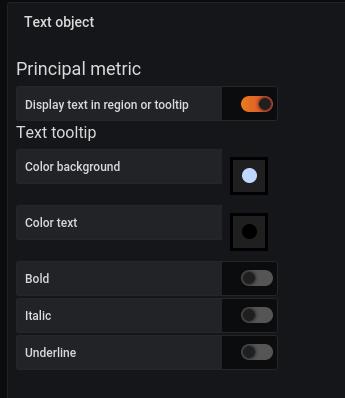 Text object
Principal metric
Display text in region or tooltip
Text tooltip
Color background
Color text
Bold
Italic
Underline